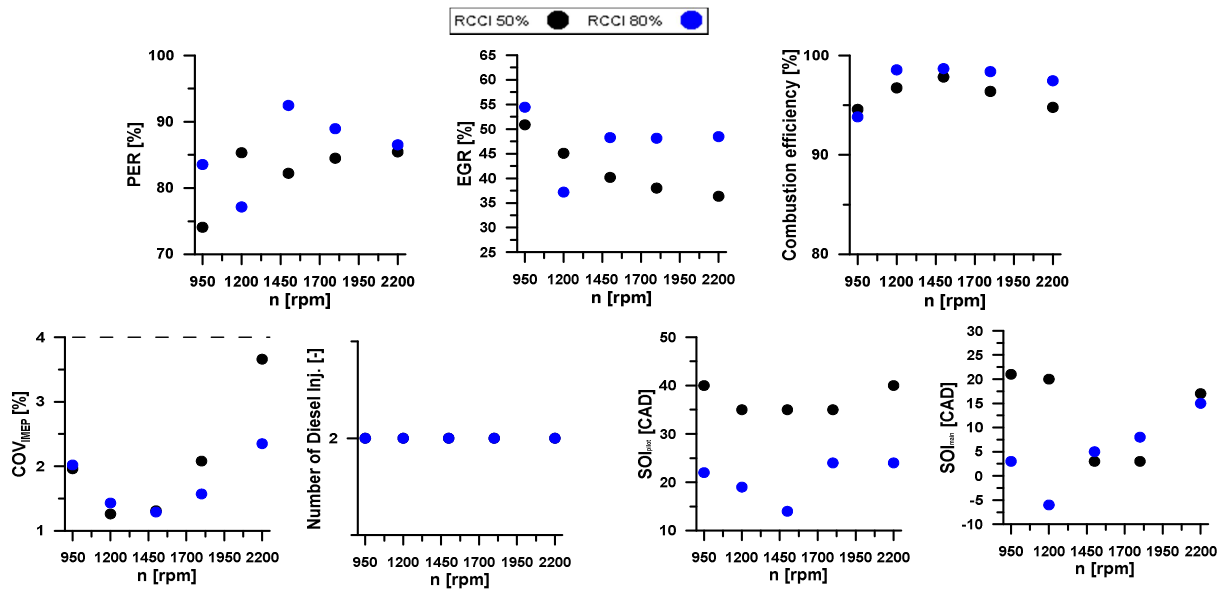 RCCI 50% RCCI 80%
PER [%]
100
90
80
70
950 1200 1450 1700 1950 2200
n [rpm]
EGR [%]
65
60
55
50
45
40
35
30
25
950 1200 1450 1700 1950 2200
n [rpm]
Combustion efficiency [%]
100
90
80
950 1200 1450 1700 1950 2200
n [rpm]
COVIMEP [%]
4
3
2
1
950 1200 1450 1700 1950 2200
n [rpm]
Number of Diesel Inj. [-]
2
950 1200 1450 1700 1950 2200
n [rpm]
SOIpilot [CAD]
50
40
30
20
10
950 1200 1450 1700 1950 2200
n [rpm]
SOImain [CAD]
30
25
20
15
10
5
0
-5
-10
950 1200 1450 1700 1950 2200
n [rpm]